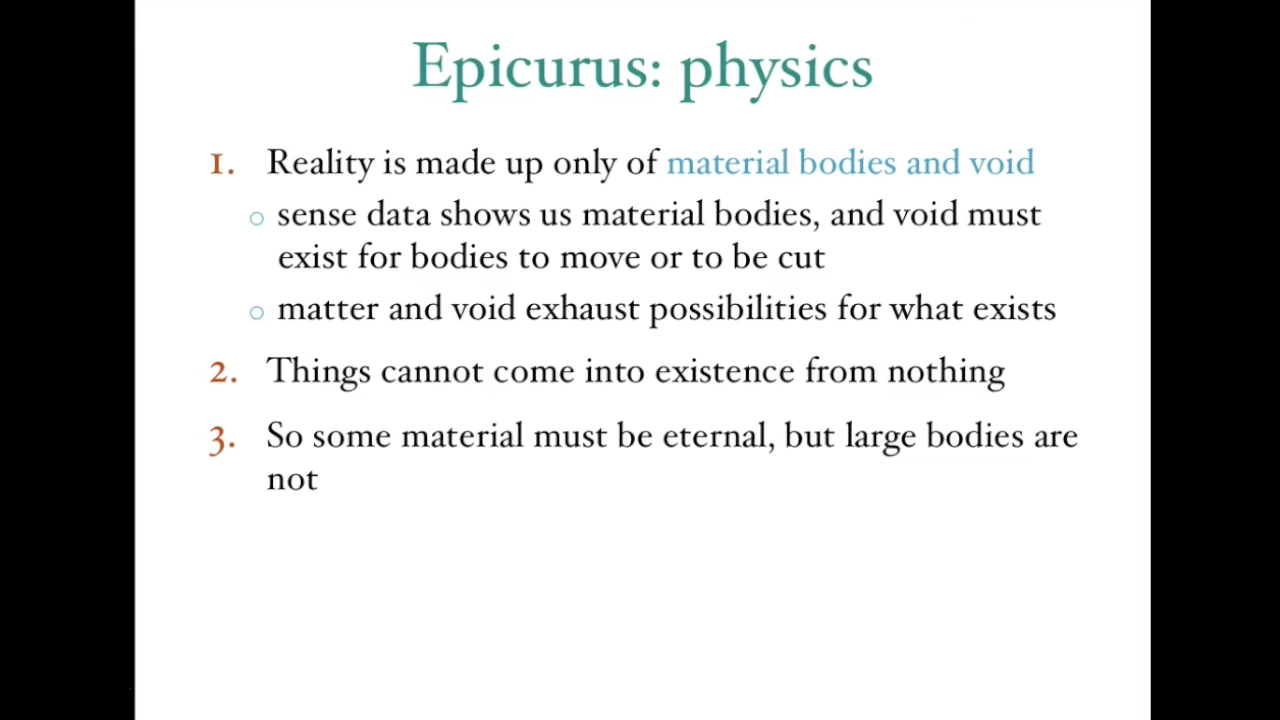 Epicurus: physics
1. Reality is made up only of material bodies and void
○ sense data shows us material bodies, and void must
exist for bodies to move or to be cut
○ matter and void exhaust possibilities for what exists
2. Things cannot come into existence from nothing
3. So some material must be eternal, but large bodies are
not